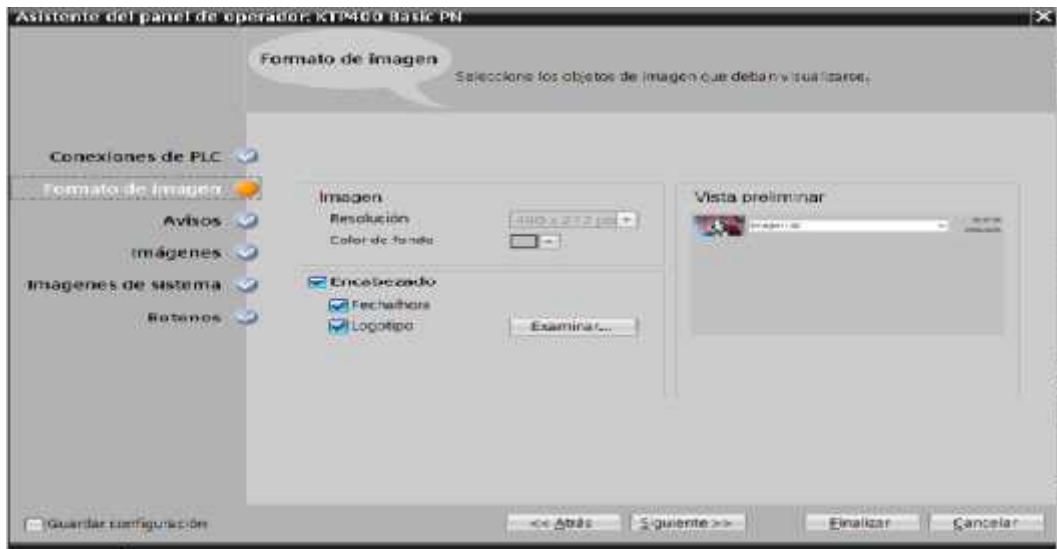 Asistente del panel de operador: KTP400 Basic PN
Formato de imagen
Seleccione los objetos de imagen que deban visualizarse.
Conexiones de PLC
Formato de imagen
Avisos
Imágenes
Imágenes de sistema
Botones
Imagen
Resolución
Color de fondo
Encabezado
Fecha/hora
Logotipo
Examinar...
Vista preliminar
Guardar configuración
<< Atrás
Siguiente >>
Finalizar
Cancelar